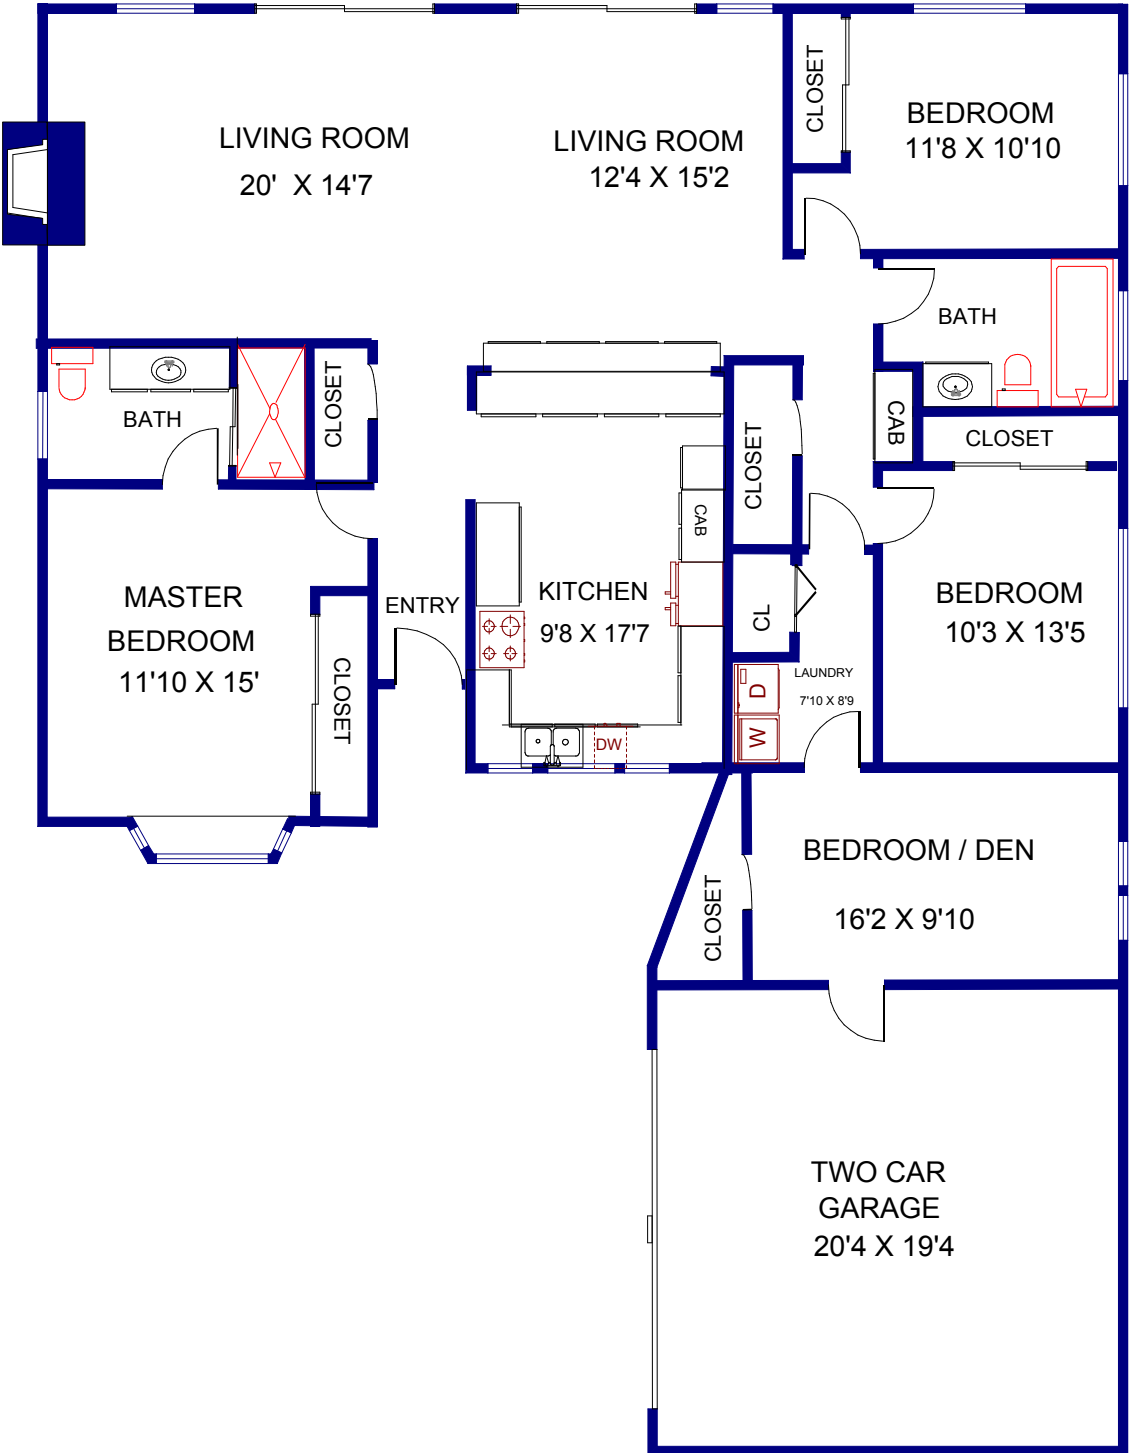 LIVING ROOM
20'  X 14'7
LIVING ROOM
12'4 X 15'2
CLOSET
BEDROOM
11'8 X 10'10
BATH
BATH
CLOSET
CAB
CLOSET
CLOSET
CAB
MASTER
BEDROOM
11'10 X 15'
CLOSET
ENTRY
KITCHEN
9'8 X 17'7
DW
CL
LAUNDRY
7'10 X 8'9
D
W
BEDROOM
10'3 X 13'5
CLOSET
BEDROOM / DEN
16'2 X 9'10
TWO CAR
GARAGE
20'4 X 19'4